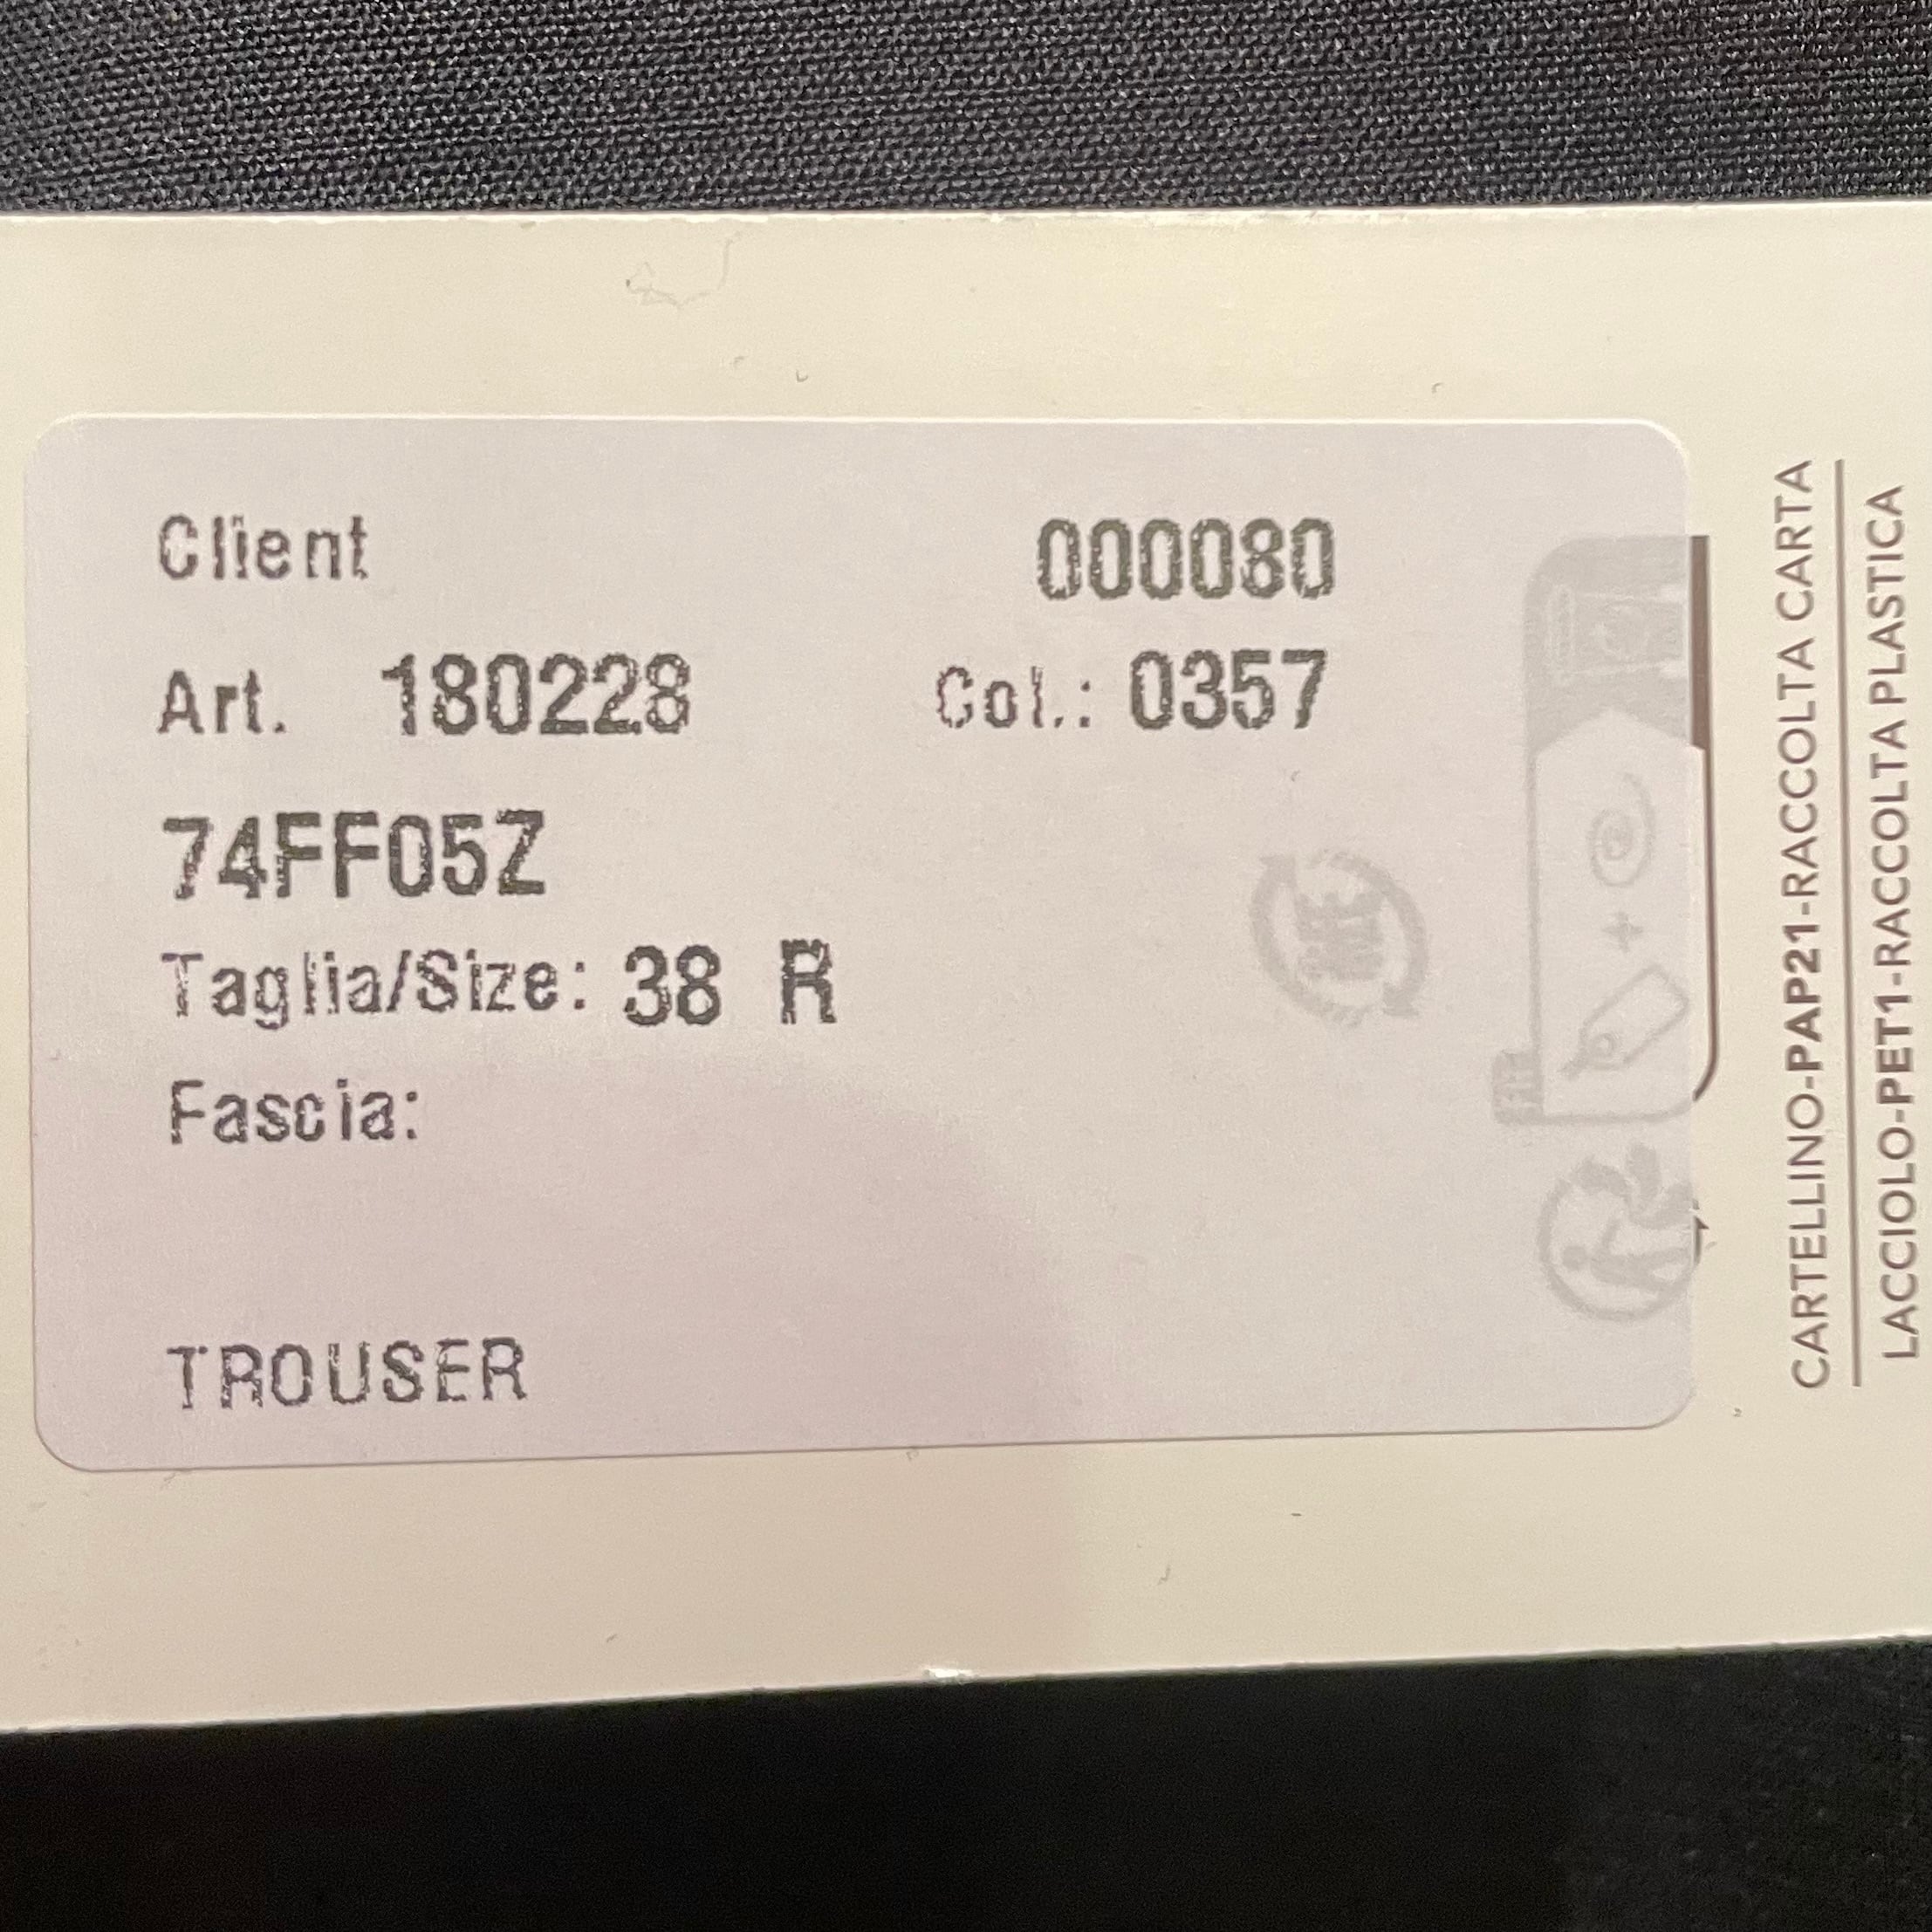 Client 000080
Art. 180228 Col.: 0357
74FF05Z
Taglia/Size: 38 R
Fascia:
TROUSER
CARTELLINO-PAP21-RACCOLTA CARTA
LACCIOLO-PET1-RACCOLTA PLASTICA